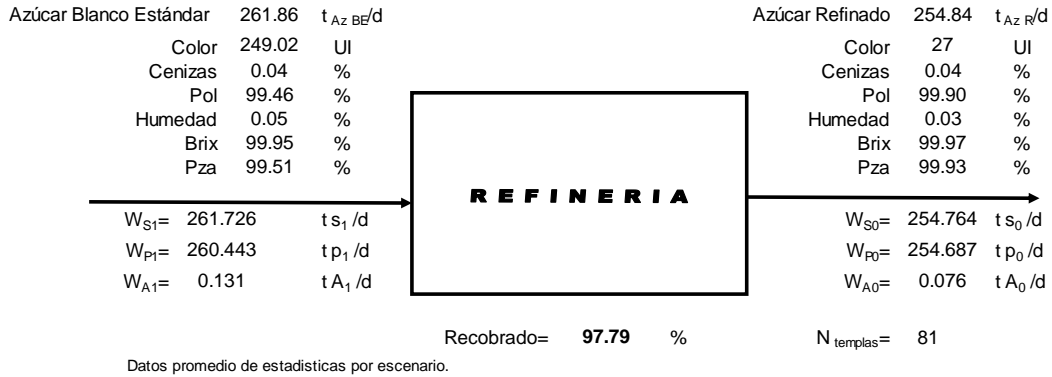 Azúcar Blanco Estándar 261.86 t Az BE/d
Color 249.02 UI
Cenizas 0.04 %
Pol 99.46 %
Humedad 0.05 %
Brix 99.95 %
Pza 99.51 %
WS1= 261.726 t s1 /d
WP1= 260.443 t p1 /d
WA1= 0.131 t A1 /d
REFINERIA
Azúcar Refinado 254.84 t Az R/d
Color 27 UI
Cenizas 0.04 %
Pol 99.90 %
Humedad 0.03 %
Brix 99.97 %
Pza 99.93 %
WS0= 254.764 t s0 /d
WP0= 254.687 t p0 /d
WA0= 0.076 t A0 /d
Recobrado= 97.79 %
N templas= 81
Datos promedio de estadisticas por escenario.